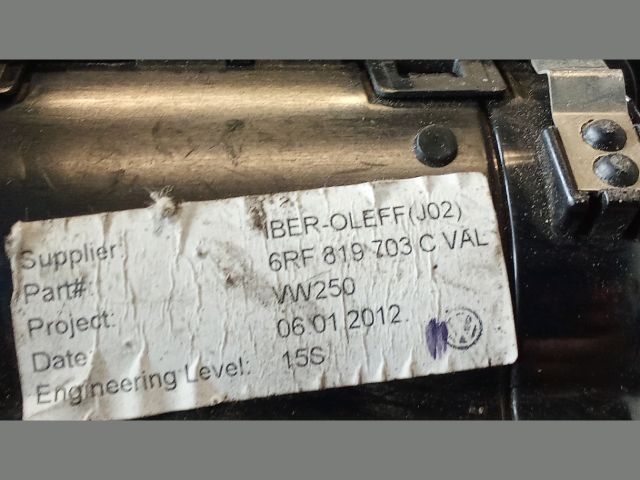 Supplier: IBER-OLEFF(J02)
Part#: 6RF 819 703 C VAL
Project: VW250
Date: 06.01.2012.
Engineering Level: 15S